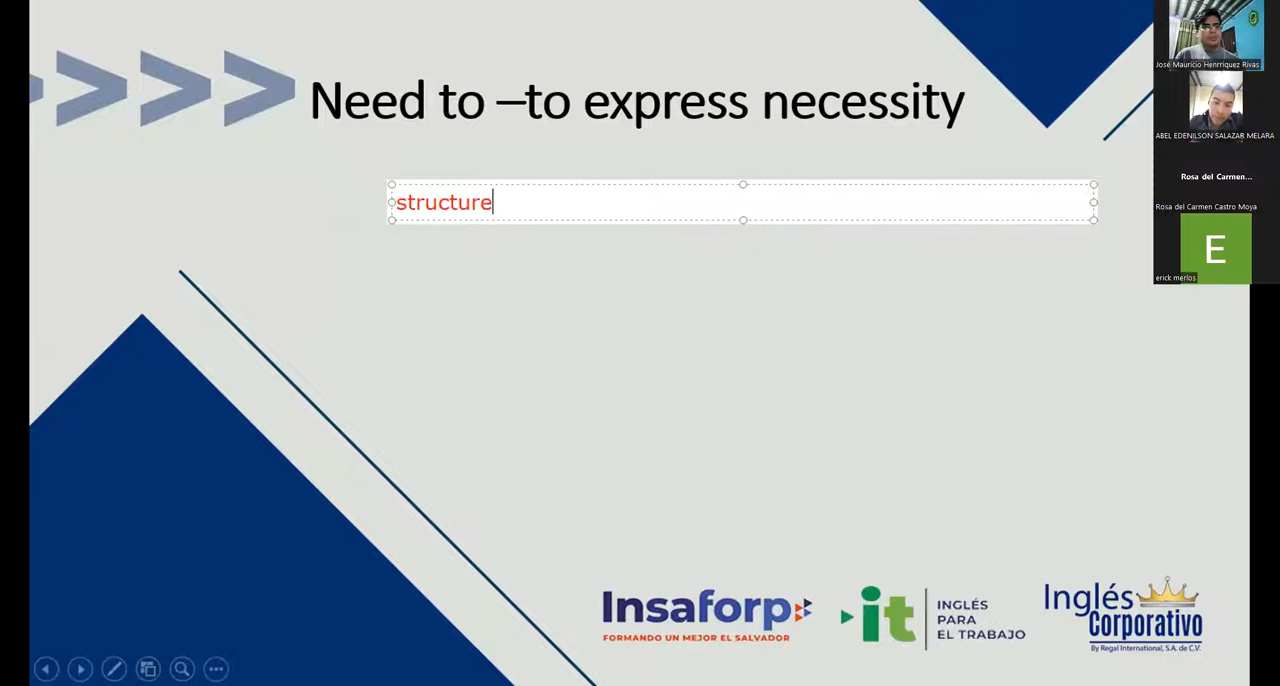 Need to –to express necessity
structure
José Mauricio Henrríquez Rivas
ABEL EDENILSON SALAZAR MELARA
Rosa del Carmen...
Rosa del Carmen Castro Moya
E
erick merlos
Insaforp
FORMANDO UN MEJOR EL SALVADOR
it
INGLÉS
PARA
EL TRABAJO
Inglés
Corporativo
By Regal International, S.A. de C.V.